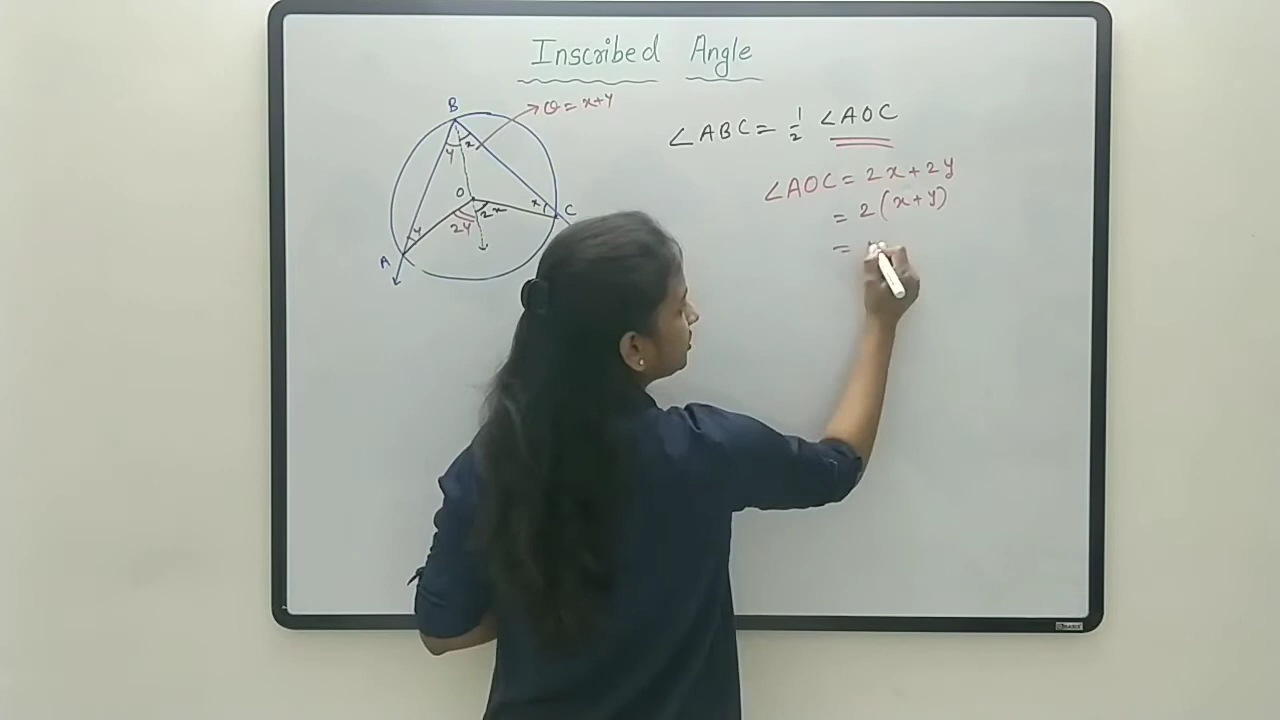 Inscribed Angle
B
θ = x+y
y x
O
x C
2y 2x
y
A
∠ABC = 1/2 ∠AOC
∠AOC = 2x + 2y
= 2(x+y)
=